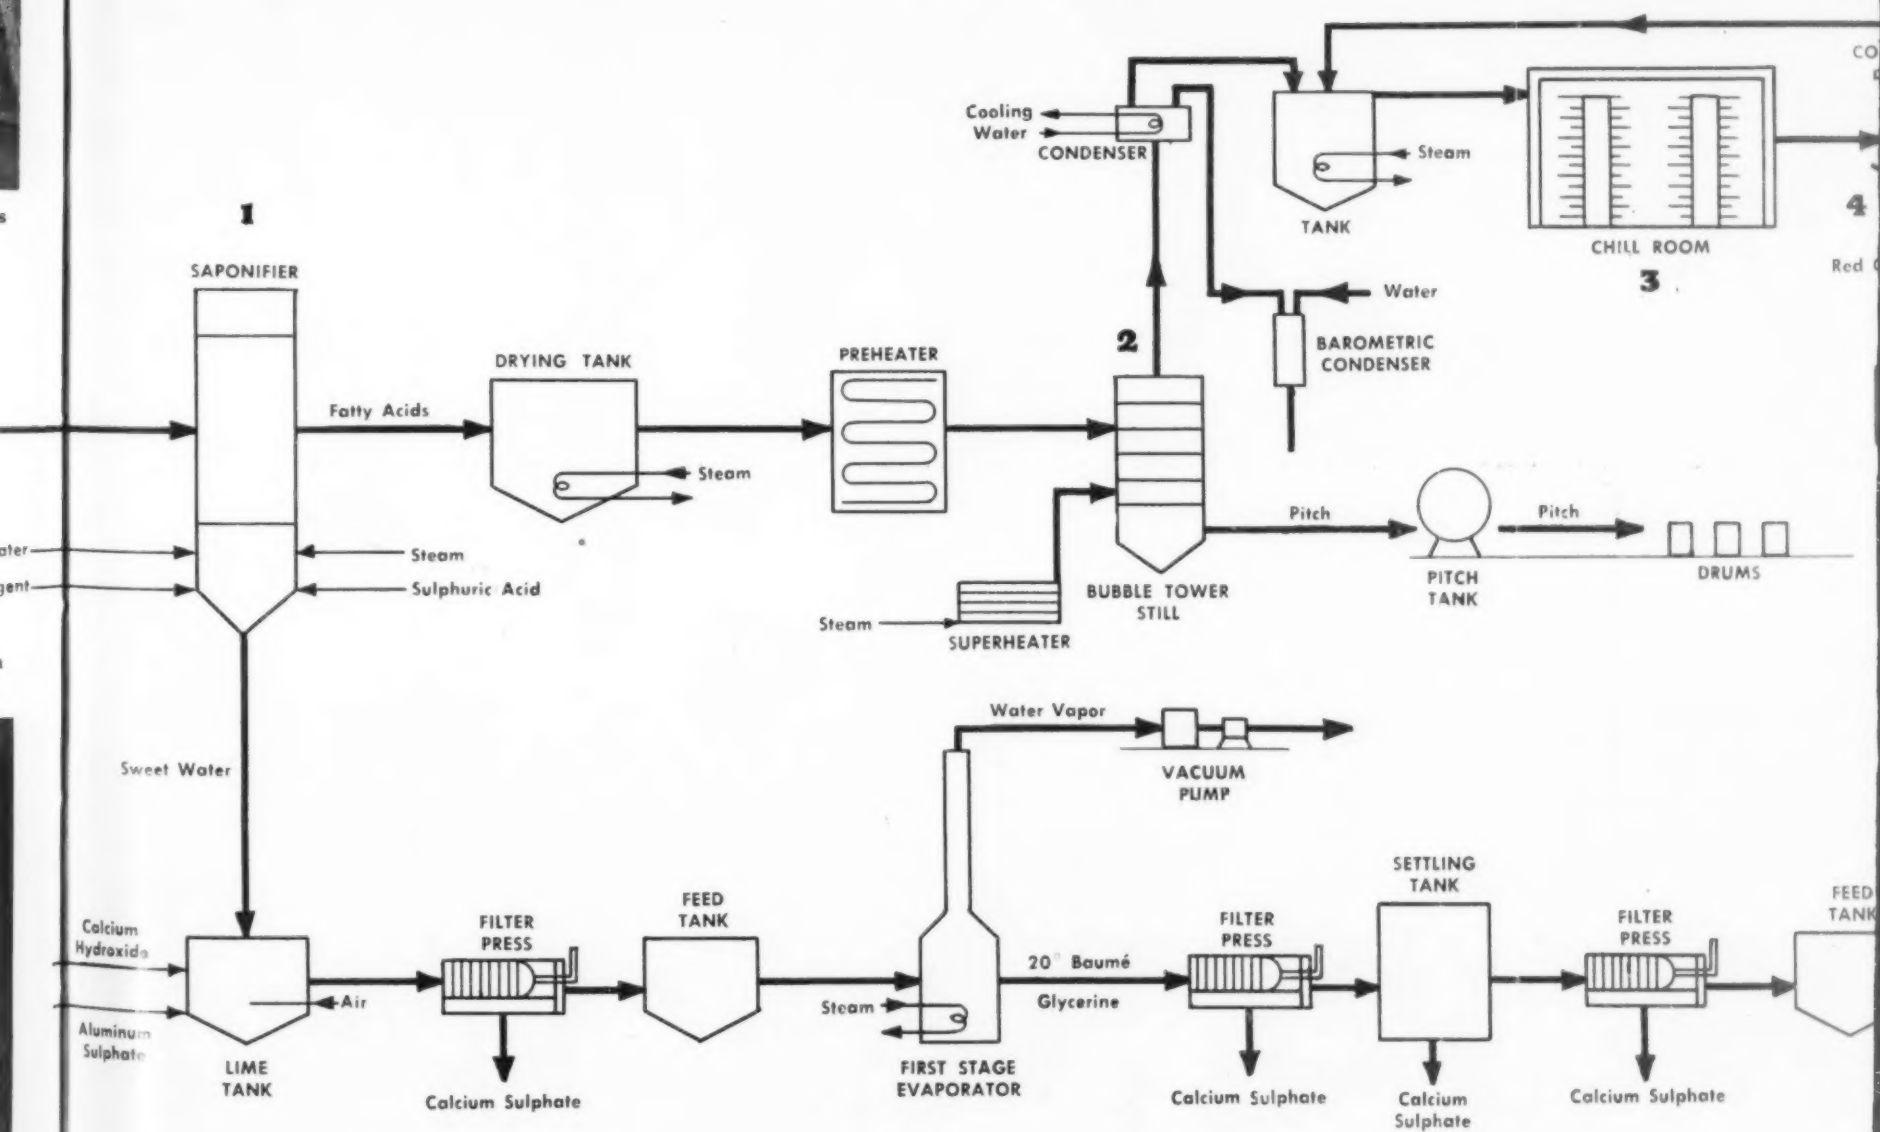 1
SAPONIFIER
Fatty Acids
Steam
Sulphuric Acid
Sweet Water
DRYING TANK
Steam
PREHEATER
Steam
SUPERHEATER
2
BUBBLE TOWER
STILL
Cooling
Water
CONDENSER
Steam
TANK
Water
BAROMETRIC
CONDENSER
CHILL ROOM
3
4
Red
Pitch
PITCH
TANK
Pitch
DRUMS
Water Vapor
VACUUM
PUMP
Calcium
Hydroxide
Aluminum
Sulphate
Air
LIME
TANK
FILTER
PRESS
Calcium Sulphate
FEED
TANK
Steam
FIRST STAGE
EVAPORATOR
20° Baumé
Glycerine
FILTER
PRESS
Calcium Sulphate
SETTLING
TANK
Calcium
Sulphate
FILTER
PRESS
Calcium Sulphate
FEED
TANK